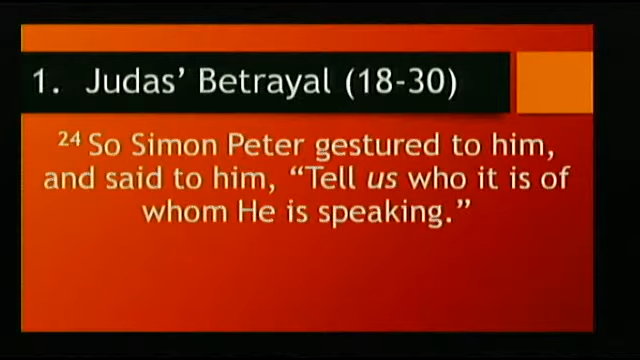 1. Judas’ Betrayal (18-30)
24 So Simon Peter gestured to him,
and said to him, “Tell us who it is of
whom He is speaking.”